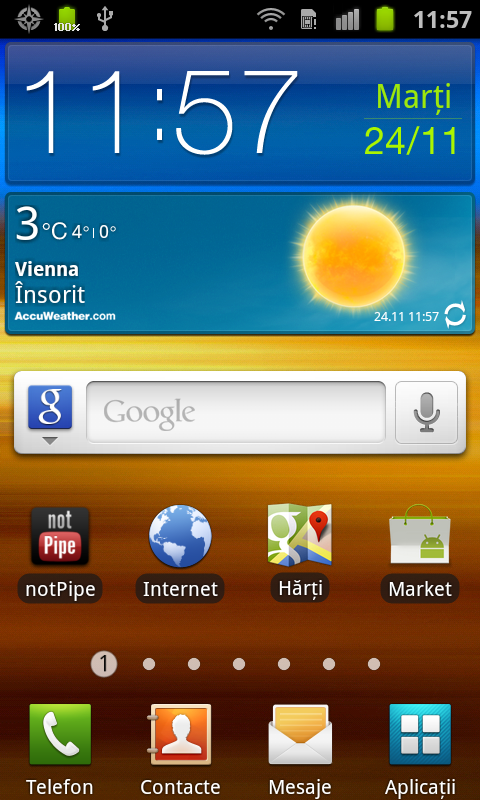 100%
11:57
11:57
Marți
24/11
3°C 4°| 0°
Vienna
Însorit
AccuWeather.com
24.11 11:57
g
Google
not
Pipe
g
notPipe
Internet
Hărți
Market
1
Telefon
Contacte
Mesaje
Aplicații